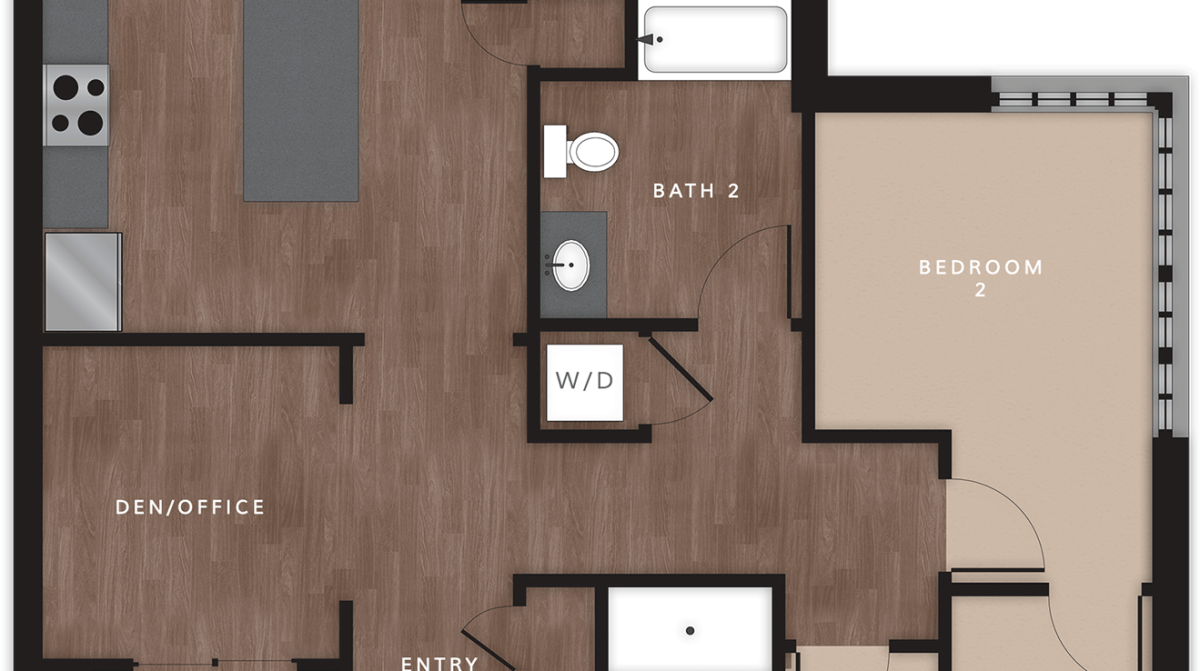 BATH 2
BEDROOM
2
W/D
DEN/OFFICE
ENTRY